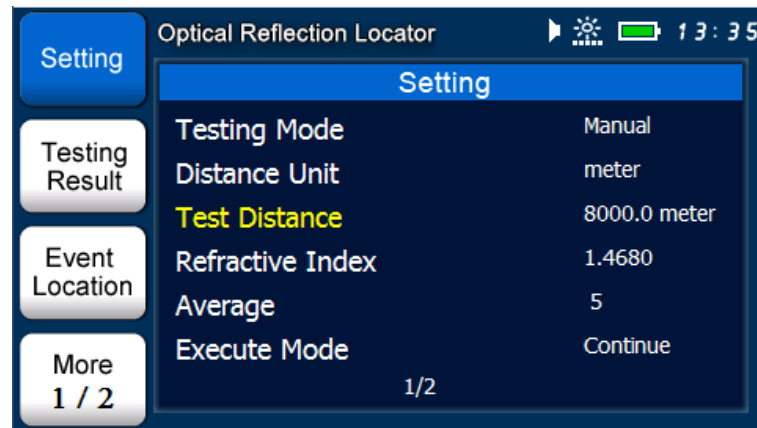 Optical Reflection Locator 13:35
Setting
Testing
Result
Event
Location
More
1 / 2
Setting
Testing Mode Manual
Distance Unit meter
Test Distance 8000.0 meter
Refractive Index 1.4680
Average 5
Execute Mode Continue
1/2